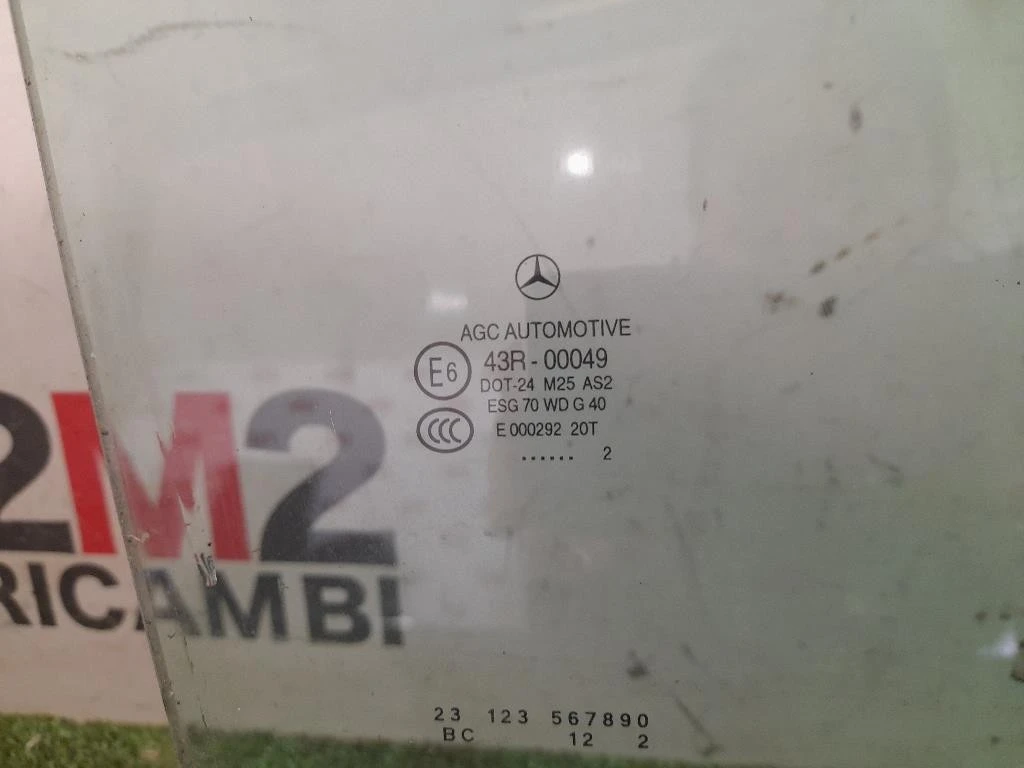 AGC AUTOMOTIVE
E6 43R-00049
DOT-24 M25 AS2
ESG 70 WD G 40
CCC E 000292 20T
...... 2
2M2
RICAMBI
23 123 567890
BC 12 2